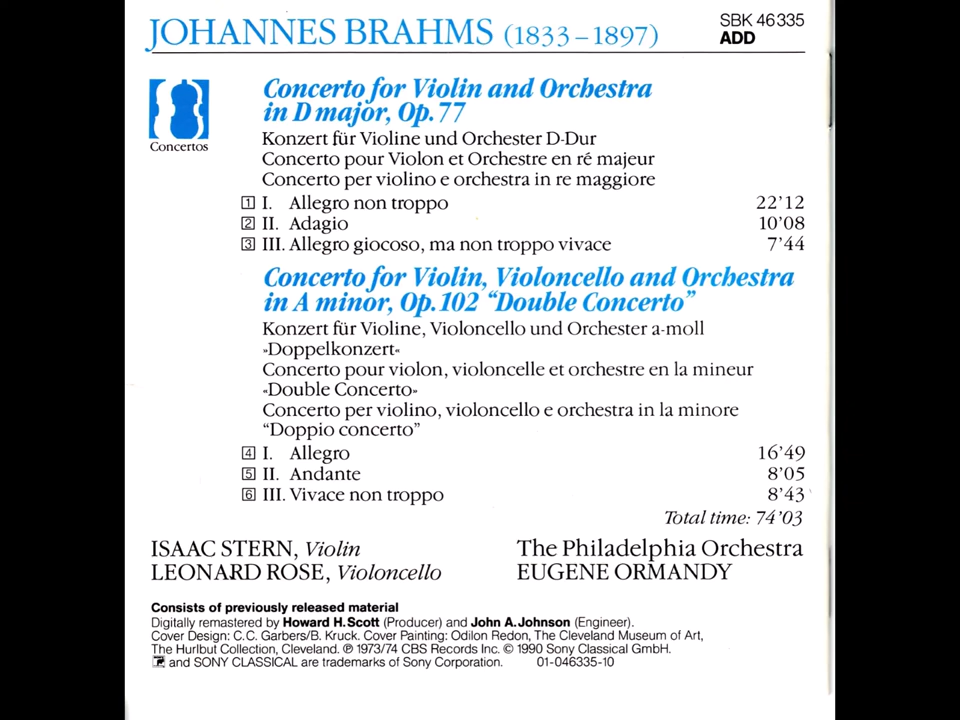 JOHANNES BRAHMS (1833–1897)
SBK 46335
ADD
Concertos
Concerto for Violin and Orchestra
in D major, Op. 77
Konzert für Violine und Orchester D-Dur
Concerto pour Violon et Orchestre en ré majeur
Concerto per violino e orchestra in re maggiore
1 I. Allegro non troppo 22’12
2 II. Adagio 10’08
3 III. Allegro giocoso, ma non troppo vivace 7’44
Concerto for Violin, Violoncello and Orchestra
in A minor, Op. 102 “Double Concerto”
Konzert für Violine, Violoncello und Orchester a-moll
»Doppelkonzert«
Concerto pour violon, violoncelle et orchestre en la mineur
«Double Concerto»
Concerto per violino, violoncello e orchestra in la minore
“Doppio concerto”
4 I. Allegro 16’49
5 II. Andante 8’05
6 III. Vivace non troppo 8’43
Total time: 74’03
ISAAC STERN, Violin
LEONARD ROSE, Violoncello
The Philadelphia Orchestra
EUGENE ORMANDY
Consists of previously released material
Digitally remastered by Howard H. Scott (Producer) and John A. Johnson (Engineer).
Cover Design: C.C. Garbers/B. Kruck. Cover Painting: Odilon Redon, The Cleveland Museum of Art,
The Hurlbut Collection, Cleveland. ℗ 1973/74 CBS Records Inc. © 1990 Sony Classical GmbH.
and SONY CLASSICAL are trademarks of Sony Corporation. 01-046335-10